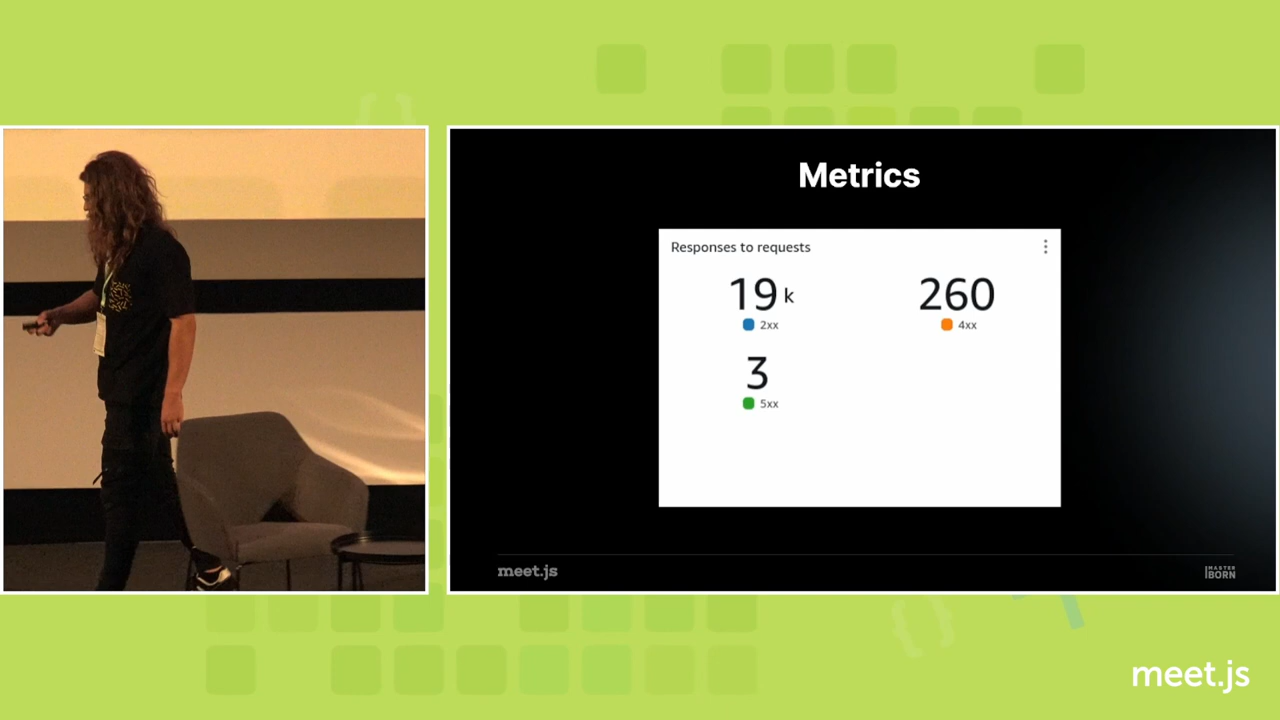 Metrics
Responses to requests
19 k
2xx
260
4xx
3
5xx
meet.js
MASTER
BORN
meet.js